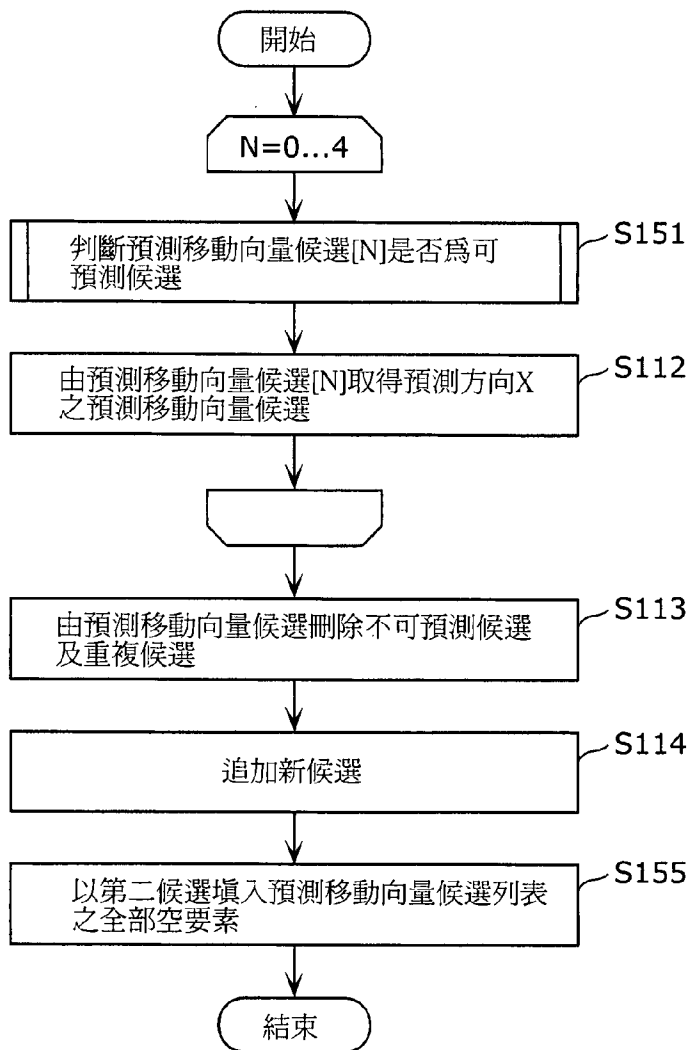 開始
N=0...4
判斷預測移動向量候選[N]是否爲可
預測候選
S151
由預測移動向量候選[N]取得預測方向X
之預測移動向量候選
S112
由預測移動向量候選刪除不可預測候選
及重複候選
S113
追加新候選
S114
以第二候選填入預測移動向量候選列表
之全部空要素
S155
結束